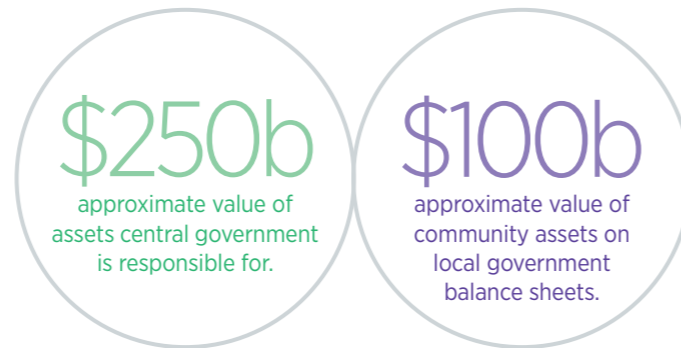 $250b
approximate value of
assets central government
is responsible for.
$100b
approximate value of
community assets on
local government
balance sheets.